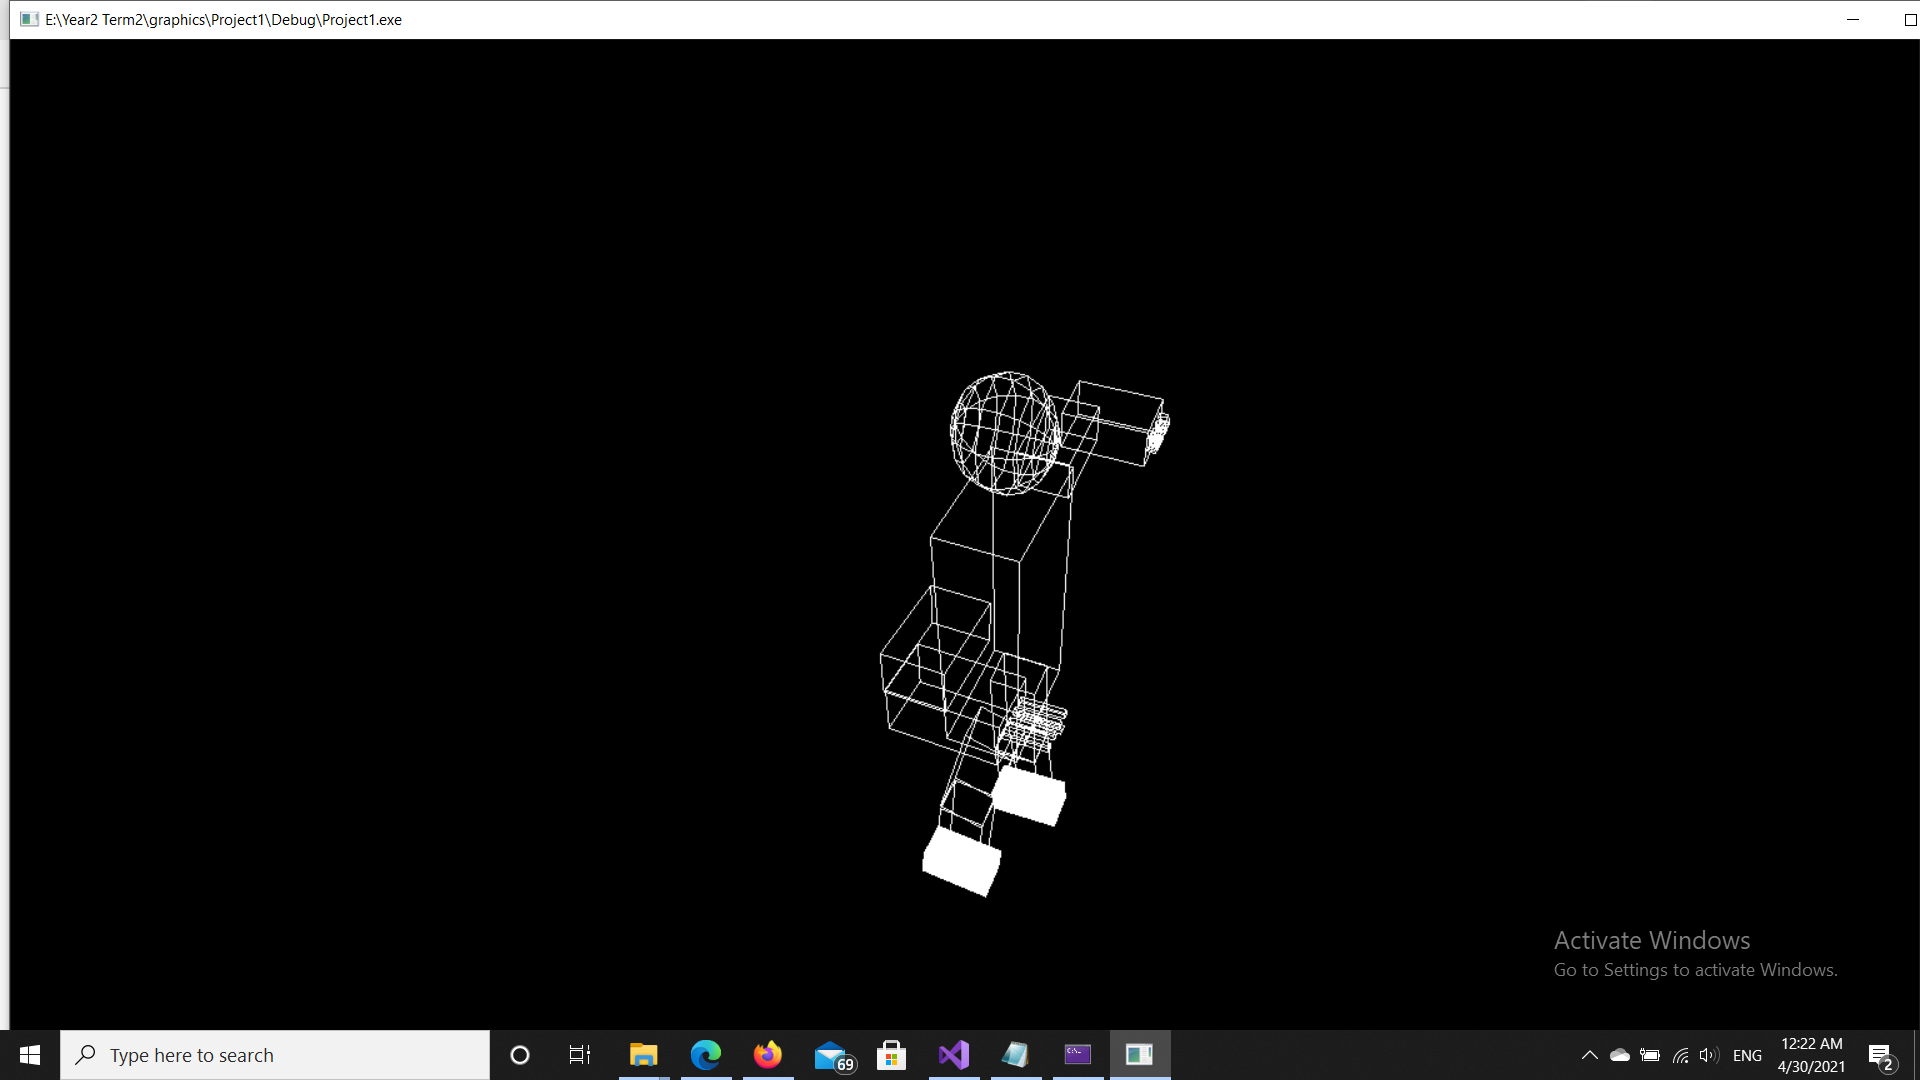 E:\Year2 Term2\graphics\Project1\Debug\Project1.exe
Activate Windows
Go to Settings to activate Windows.
Type here to search
69
ENG
12:22 AM
4/30/2021
2